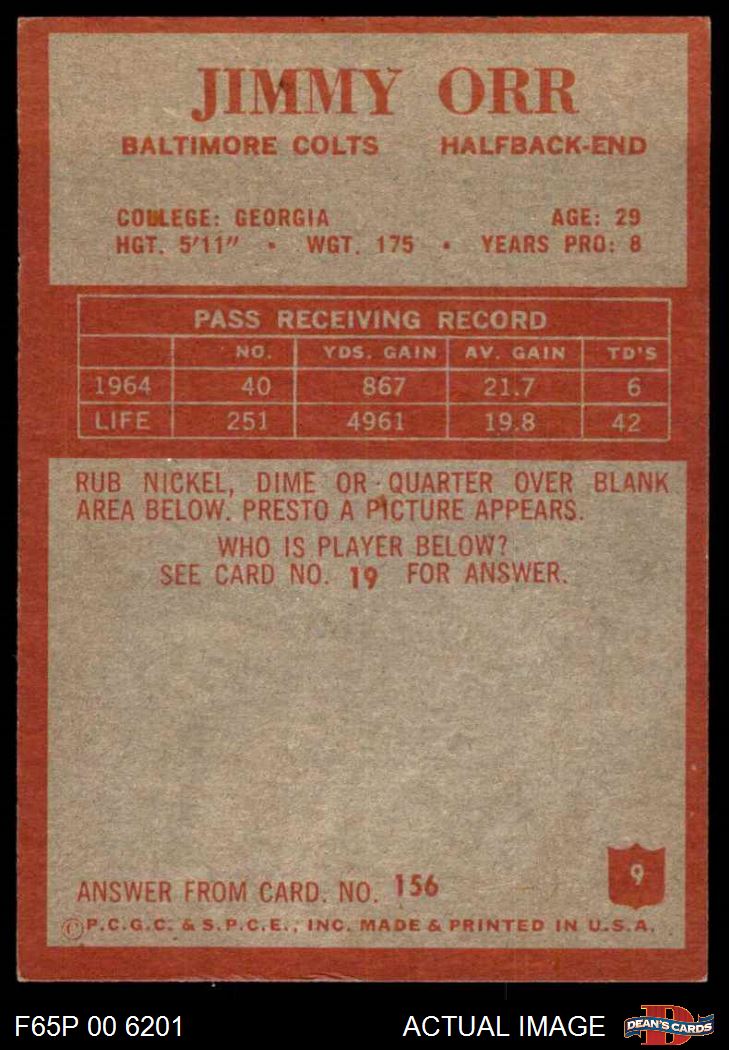 JIMMY ORR
BALTIMORE COLTS HALFBACK-END
COLLEGE: GEORGIA AGE: 29
HGT. 5'11" • WGT. 175 • YEARS PRO: 8
PASS RECEIVING RECORD
NO. YDS. GAIN AV. GAIN TD'S
1964 40 867 21.7 6
LIFE 251 4961 19.8 42
RUB NICKEL, DIME OR QUARTER OVER BLANK
AREA BELOW. PRESTO A PICTURE APPEARS.
WHO IS PLAYER BELOW?
SEE CARD NO. 19 FOR ANSWER.
9
ANSWER FROM CARD. NO. 156
©P.C.G.C. & S.P.C.E., INC. MADE & PRINTED IN U.S.A.
F65P 00 6201 ACTUAL IMAGE DEAN'S CARDS